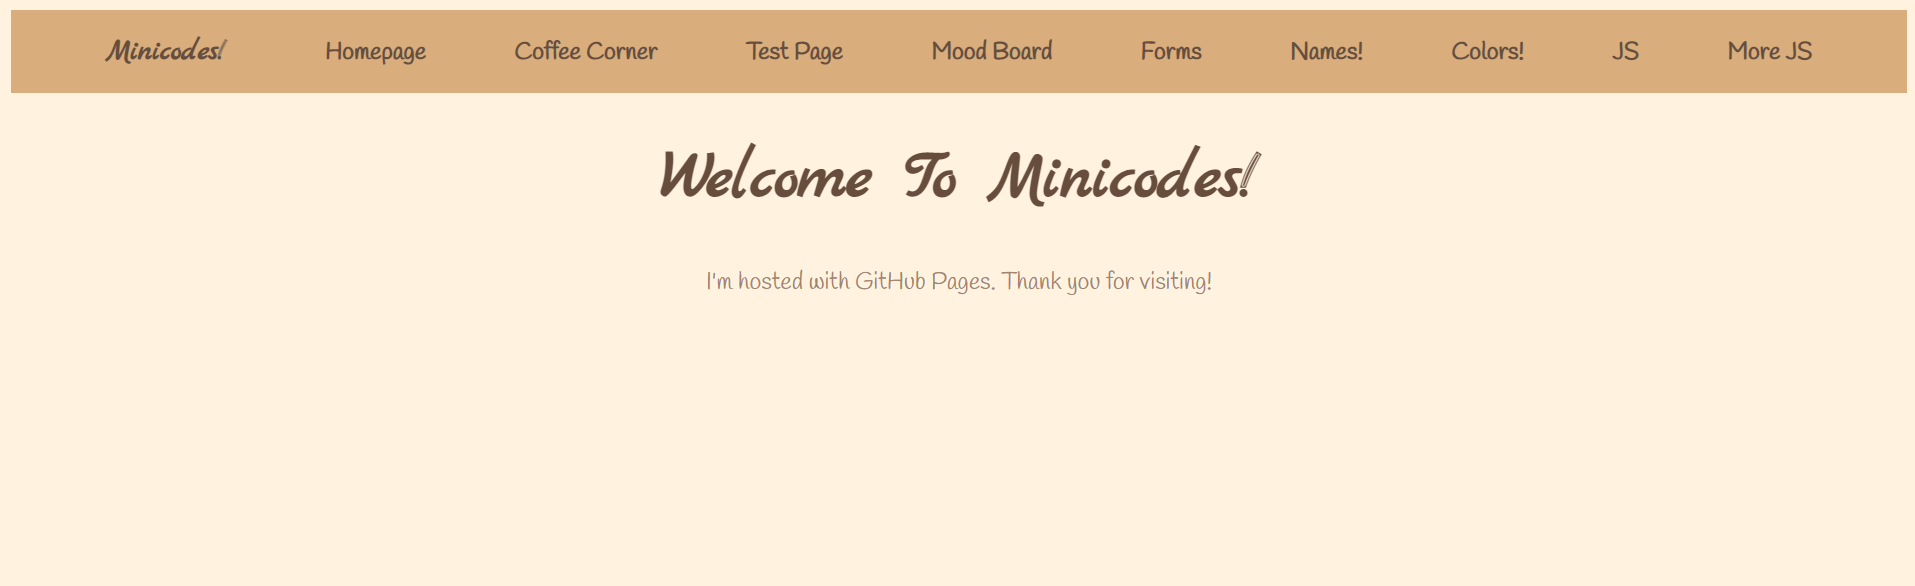 Minicodes! Homepage Coffee Corner Test Page Mood Board Forms Names! Colors! JS More JS
Welcome To Minicodes!
I'm hosted with GitHub Pages. Thank you for visiting!